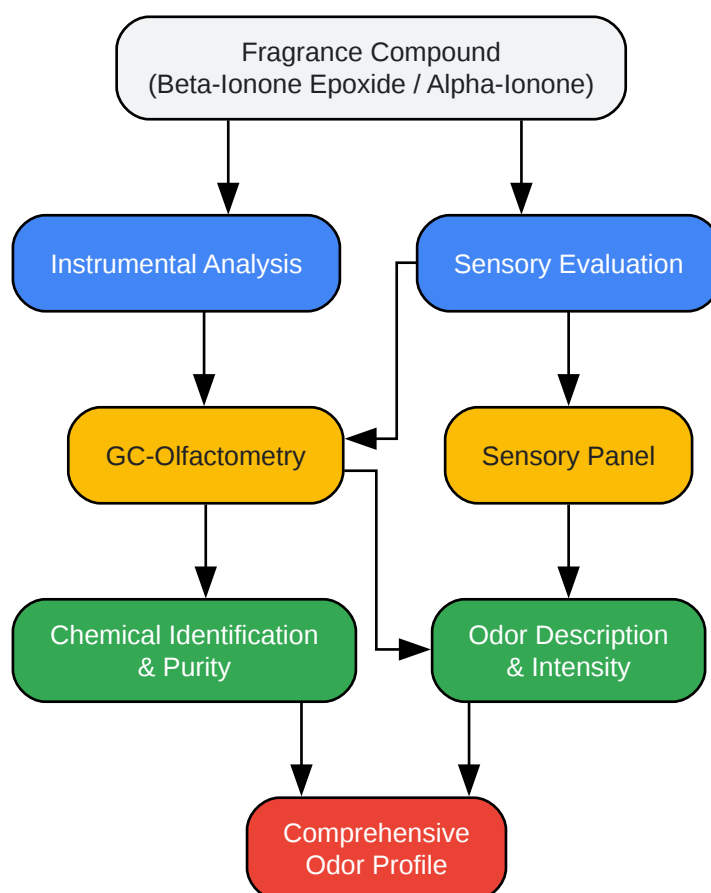 Fragrance Compound
(Beta-Ionone Epoxide / Alpha-Ionone)
Instrumental Analysis
Sensory Evaluation
GC-Olfactometry
Sensory Panel
Chemical Identification
& Purity
Odor Description
& Intensity
Comprehensive
Odor Profile